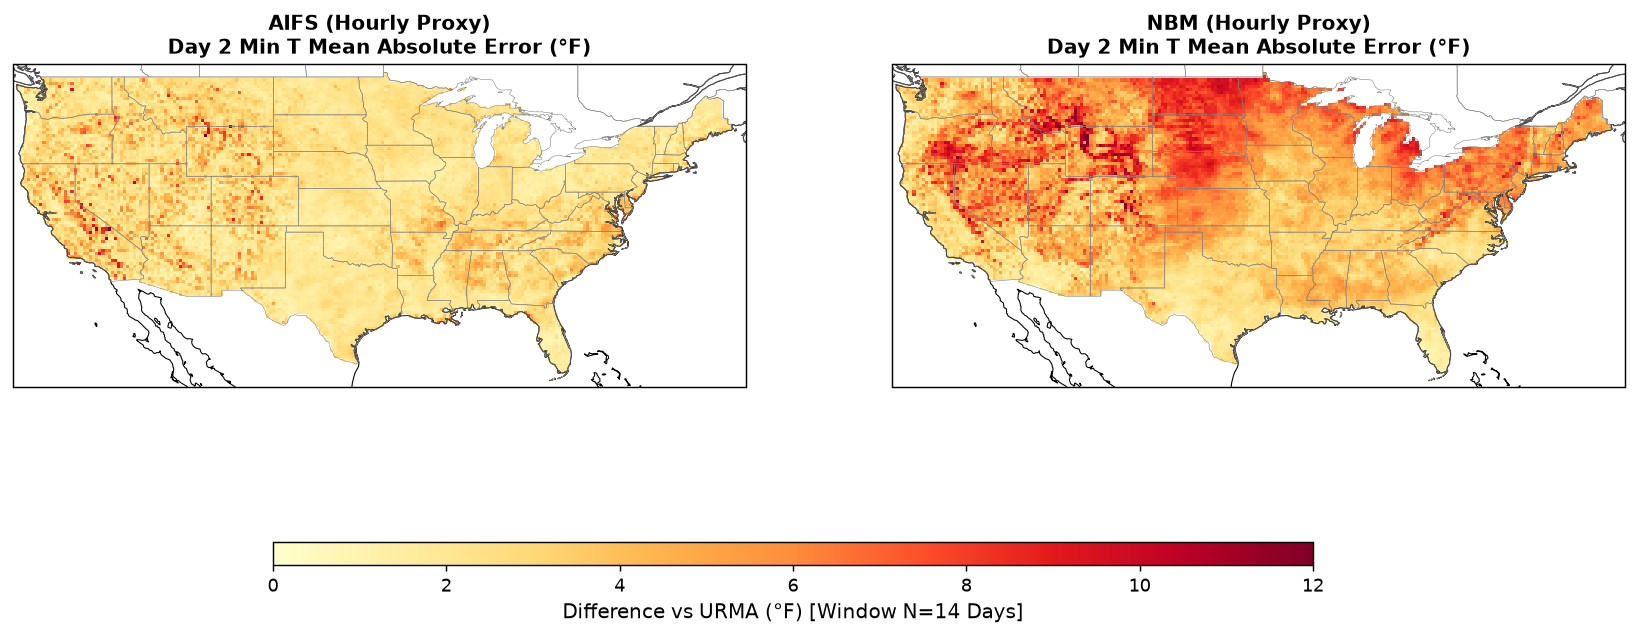 AIFS (Hourly Proxy)
Day 2 Min T Mean Absolute Error (°F)
NBM (Hourly Proxy)
Day 2 Min T Mean Absolute Error (°F)
0 2 4 6 8 10 12
Difference vs URMA (°F) [Window N=14 Days]